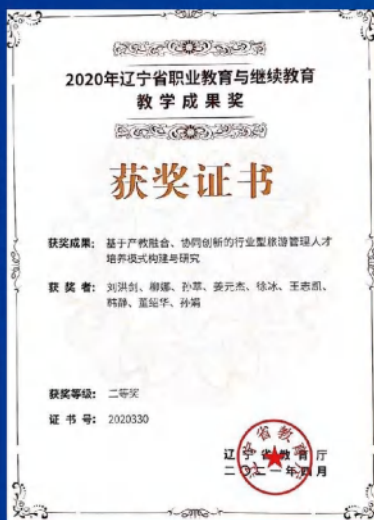 2020年辽宁省职业教育与继续教育
教学成果奖
获奖证书
获奖成果： 基于产教融合、协同创新的行业型旅游管理人才
培养模式构建与研究
获 奖 者： 刘洪剑、柳娜、孙草、姜元杰、徐冰、王志凯、
韩静、董绍华、孙娟
获奖等级： 二等奖
证 书 号： 2020330
辽宁省教育厅
二〇二一年四月